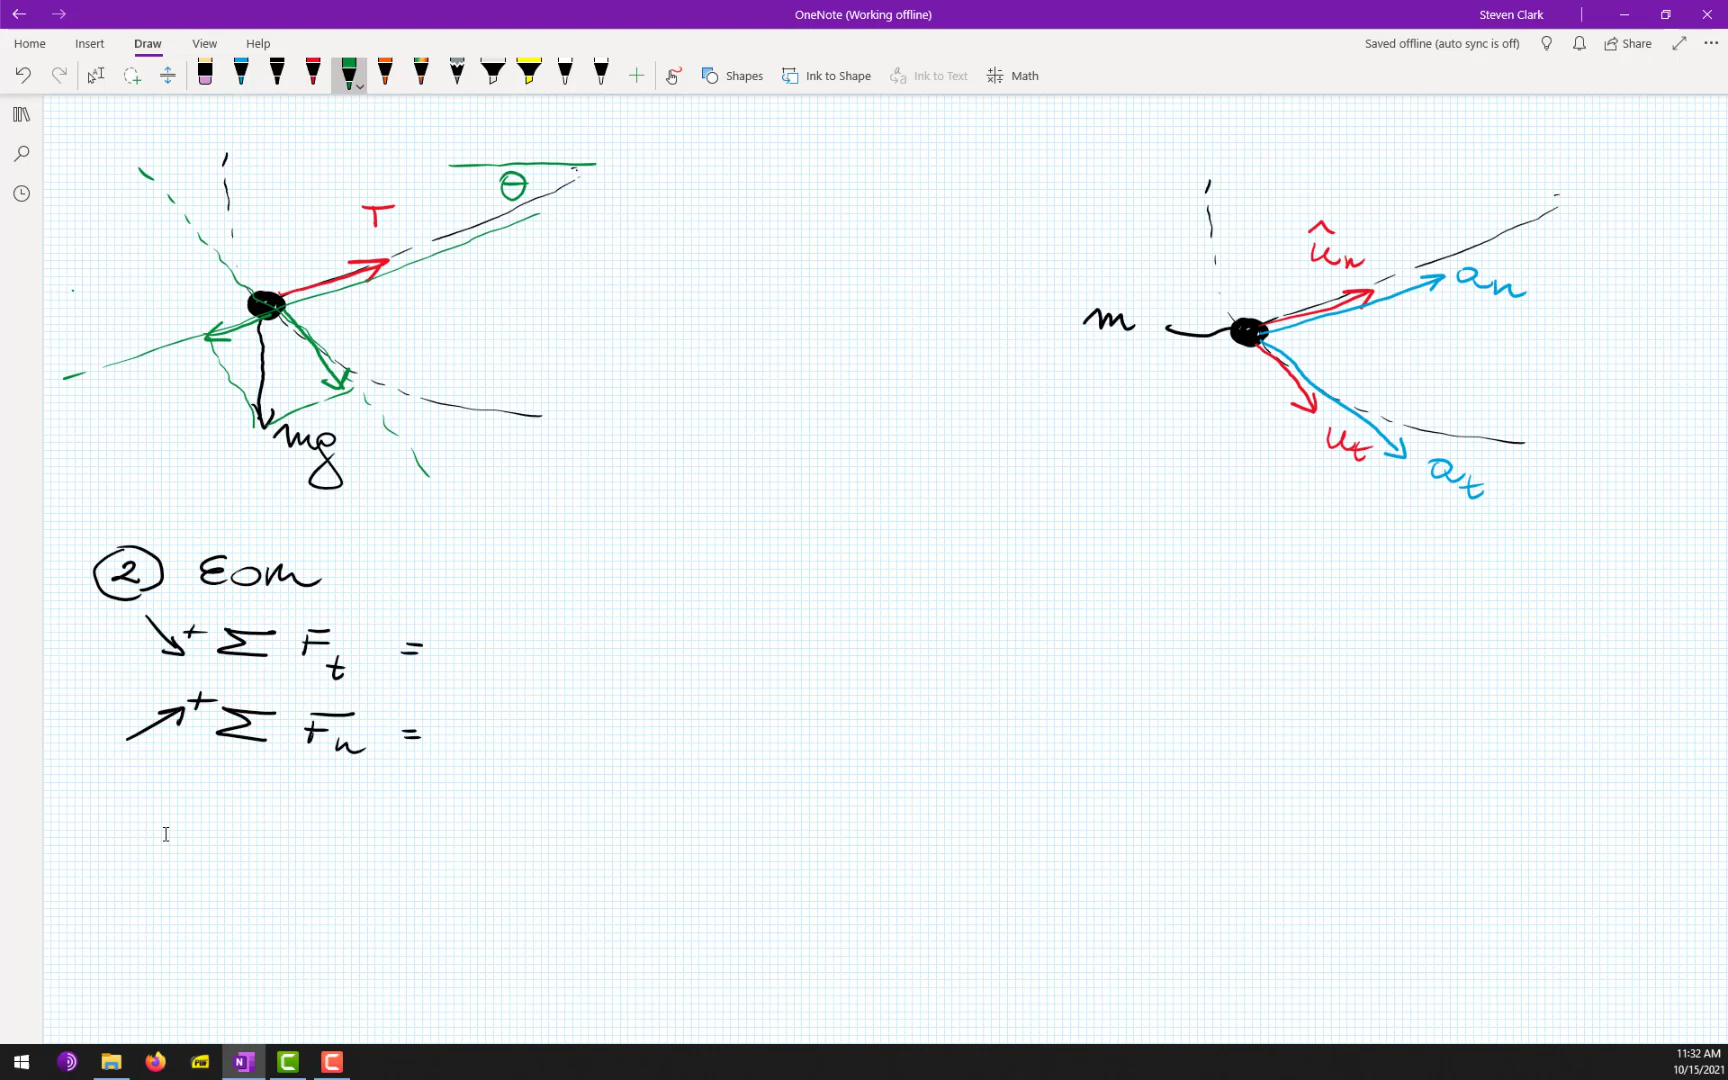 OneNote (Working offline)
Steven Clark
Home Insert Draw View Help
Saved offline (auto sync is off)
Share
Shapes
Ink to Shape
Ink to Text
Math
θ
T
mg
m
û_n
a_n
u_t
a_t
② EOM
+ Σ F_t =
+ Σ F_n =
N
C
C
11:32 AM
10/15/2021